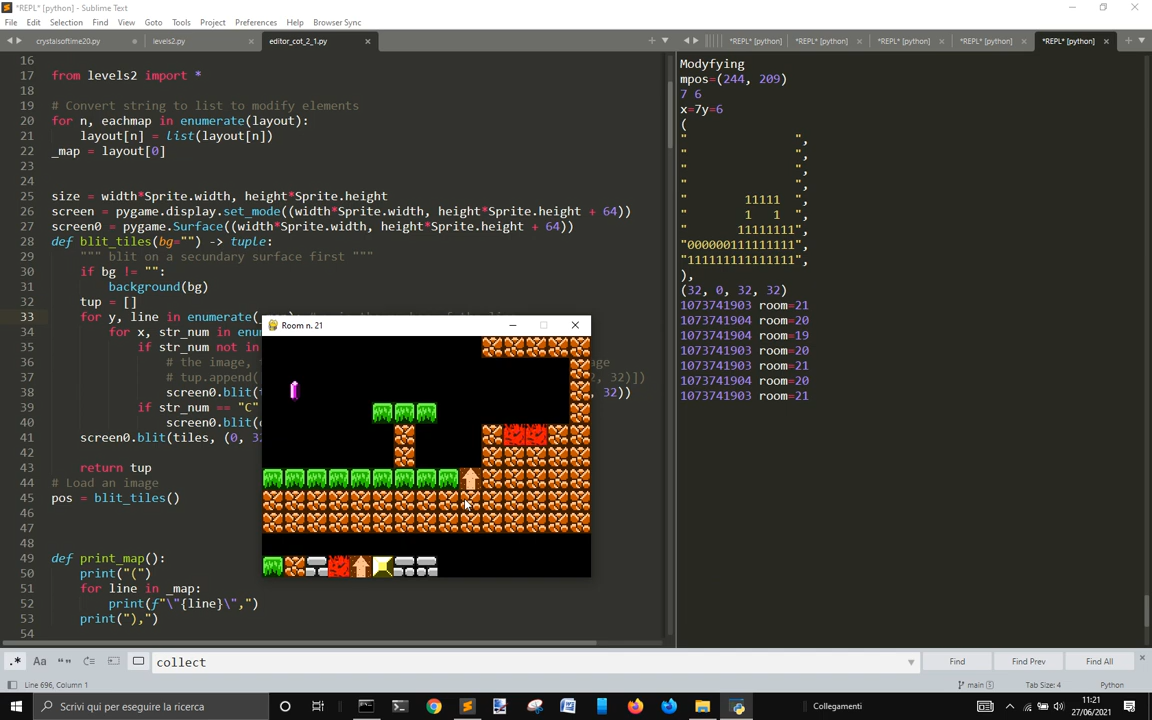 *REPL* [python] - Sublime Text
File Edit Selection Find View Goto Tools Project Preferences Help Browser Sync
crystalsoftime20.py levels2.py editor_cot_2_1.py
*REPL* [python] *REPL* [python] *REPL* [python] *REPL* [python] *REPL* [python]
16
17 from levels2 import *
18
19 # Convert string to list to modify elements
20 for n, eachmap in enumerate(layout):
21 layout[n] = list(layout[n])
22 _map = layout[0]
23
24
25 size = width*Sprite.width, height*Sprite.height
26 screen = pygame.display.set_mode((width*Sprite.width, height*Sprite.height + 64))
27 screen0 = pygame.Surface((width*Sprite.width, height*Sprite.height + 64))
28 def blit_tiles(bg="") -> tuple:
29 """ blit on a secundary surface first """
30 if bg != "":
31 background(bg)
32 tup = []
33 for y, line in enumerate(
34 for x, str_num in enu
35 if str_num not in
36 # the image, age
37 # tup.append( 2, 32)])
38 screen0.blit( , 32))
39 if str_num == "C"
40 screen0.blit(
41 screen0.blit(tiles, (0, 3
42
43 return tup
44 # Load an image
45 pos = blit_tiles()
46
47
48
49 def print_map():
50 print("(")
51 for line in _map:
52 print(f"\"{line}\",")
53 print("),")
54
Room n. 21
Modyfying
mpos=(244, 209)
7 6
x=7y=6
(
" ",
" ",
" ",
" ",
" 11111 ",
" 1 1 ",
" 11111111",
"000000111111111",
"111111111111111",
),
(32, 0, 32, 32)
1073741903 room=21
1073741904 room=20
1073741904 room=19
1073741903 room=20
1073741903 room=21
1073741904 room=20
1073741903 room=21
.* Aa “” collect Find Find Prev Find All
Line 696, Column 1 main 5 Tab Size: 4 Python
Scrivi qui per eseguire la ricerca Collegamenti 11:21
27/06/2021